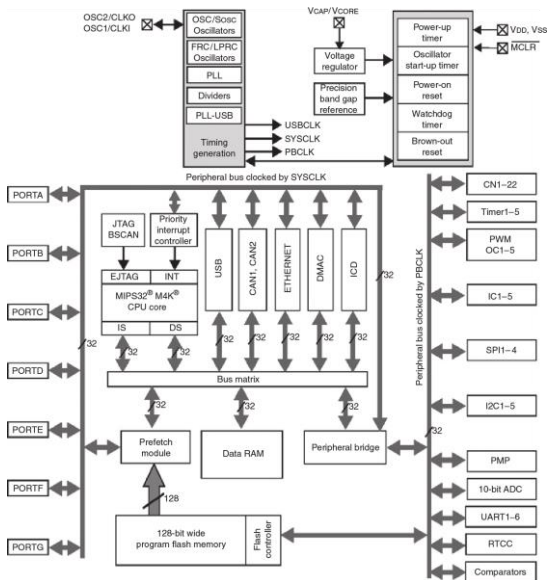 OSC2/CLKO
OSC1/CLKI
OSC/Sosc
Oscillators
FRC/LPRC
Oscillators
PLL
Dividers
PLL-USB
Timing
generation
USBCLK
SYSCLK
PBCLK
VCAP/VCORE
Voltage
regulator
Precision
band gap
reference
Power-up
timer
Oscillator
start-up timer
Power-on
reset
Watchdog
timer
Brown-out
reset
VDD, VSS
MCLR
Peripheral bus clocked by SYSCLK
PORTA
PORTB
PORTC
PORTD
PORTE
PORTF
PORTG
32
JTAG
BSCAN
Priority
interrupt
controller
EJTAG
INT
MIPS32® M4K®
CPU core
IS
DS
USB
CAN1, CAN2
ETHERNET
DMAC
ICD
32
32
32
32
32
32
32
32
Bus matrix
32
32
32
Prefetch
module
Data RAM
Peripheral bridge
128
128-bit wide
program flash memory
Flash
controller
Peripheral bus clocked by PBCLK
32
CN1–22
Timer1–5
PWM
OC1–5
IC1–5
SPI1–4
I2C1–5
PMP
10-bit ADC
UART1–6
RTCC
Comparators